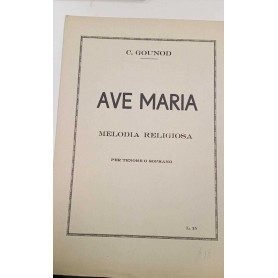 C. GOUNOD
AVE MARIA
MELODIA RELIGIOSA
PER TENORE O SOPRANO